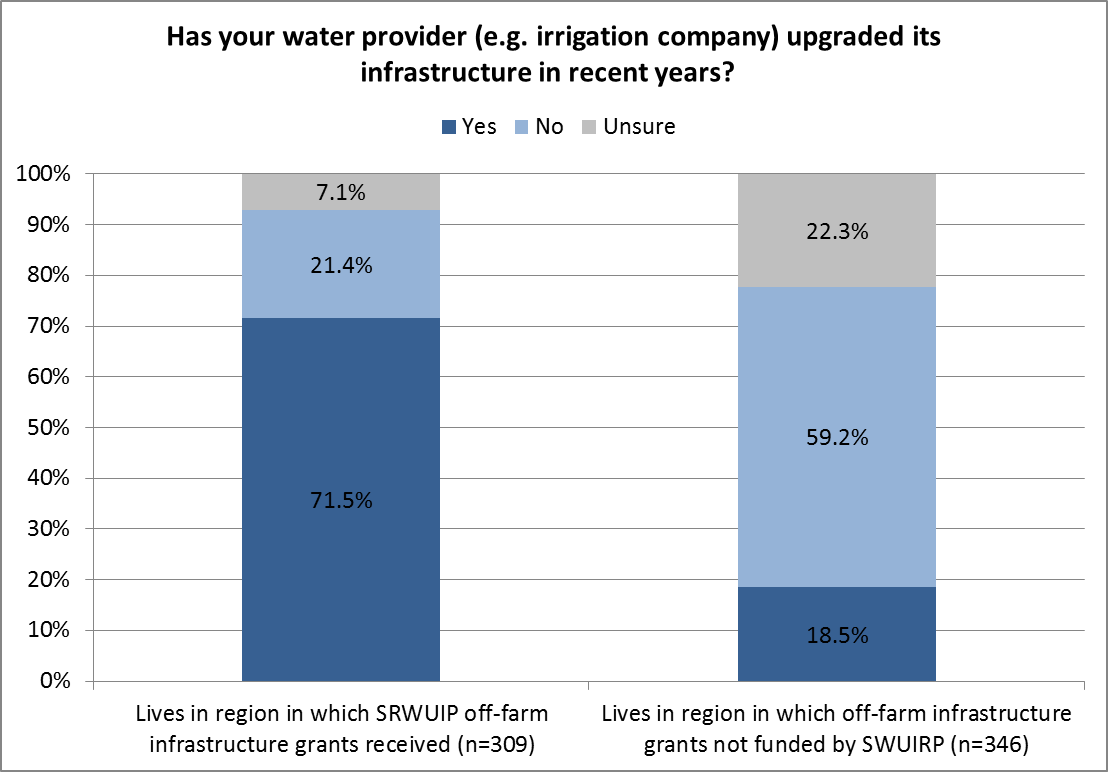 Has your water provider (e.g. irrigation company) upgraded its
infrastructure in recent years?
Yes No Unsure
100%
90%
80%
70%
60%
50%
40%
30%
20%
10%
0%
7.1%
21.4%
71.5%
22.3%
59.2%
18.5%
Lives in region in which SRWUIP off-farm
infrastructure grants received (n=309)
Lives in region in which off-farm infrastructure
grants not funded by SWUIRP (n=346)